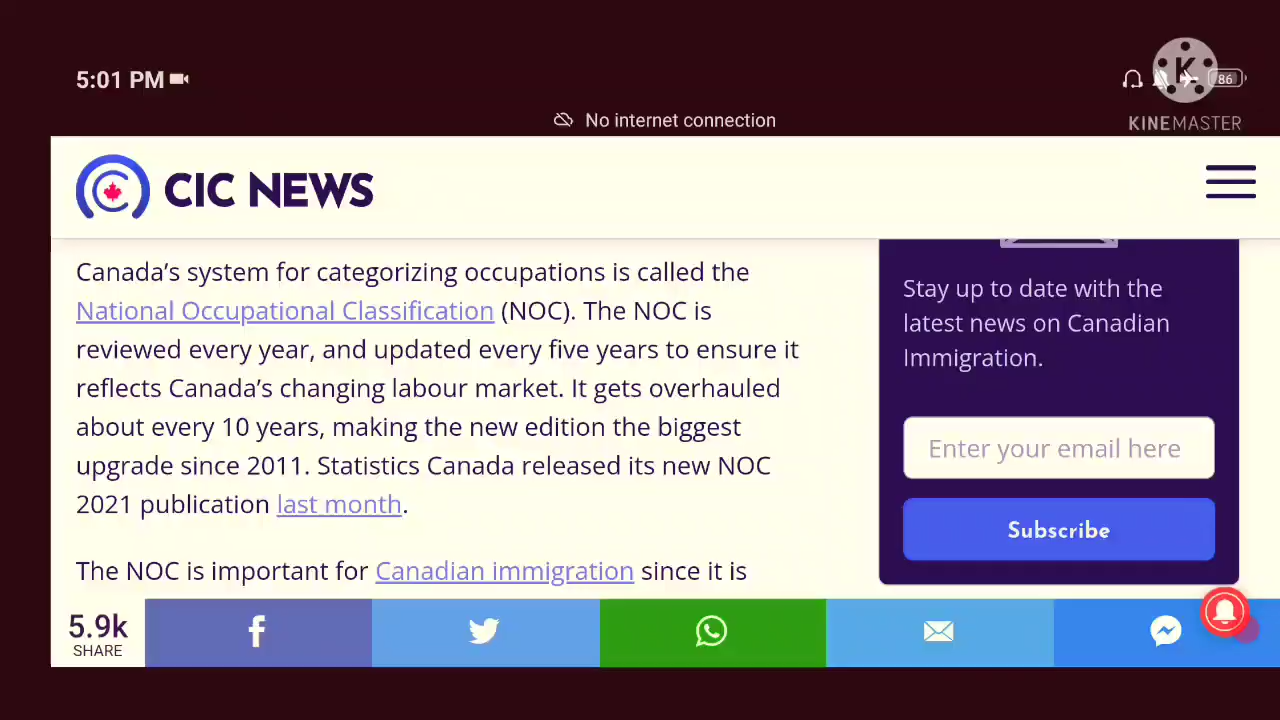 5:01 PM
86
No internet connection
KINEMASTER
CIC NEWS
Canada's system for categorizing occupations is called the
National Occupational Classification (NOC). The NOC is
reviewed every year, and updated every five years to ensure it
reflects Canada's changing labour market. It gets overhauled
about every 10 years, making the new edition the biggest
upgrade since 2011. Statistics Canada released its new NOC
2021 publication last month.
The NOC is important for Canadian immigration since it is
Stay up to date with the
latest news on Canadian
Immigration.
Enter your email here
Subscribe
5.9k
SHARE